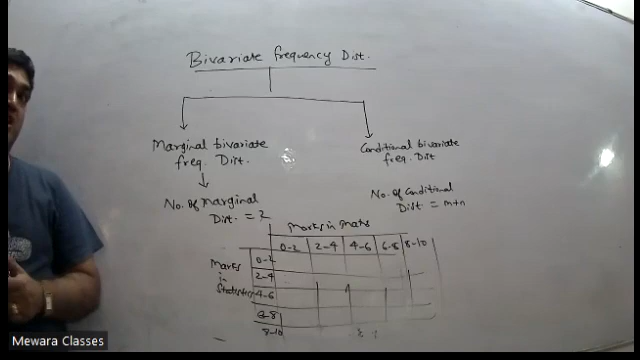 Bivariate frequency Dist.
Marginal bivariate
freq. Dist.
Conditional bivariate
freq. Dist
No. of Marginal
Dist. = 2
No. of Conditional
Dist = m+n
Marks in Maths
0-2 2-4 4-6 6-8 8-10
Marks
in
Statistics
0-2
2-4
4-6
6-8
8-10
Mewara Classes